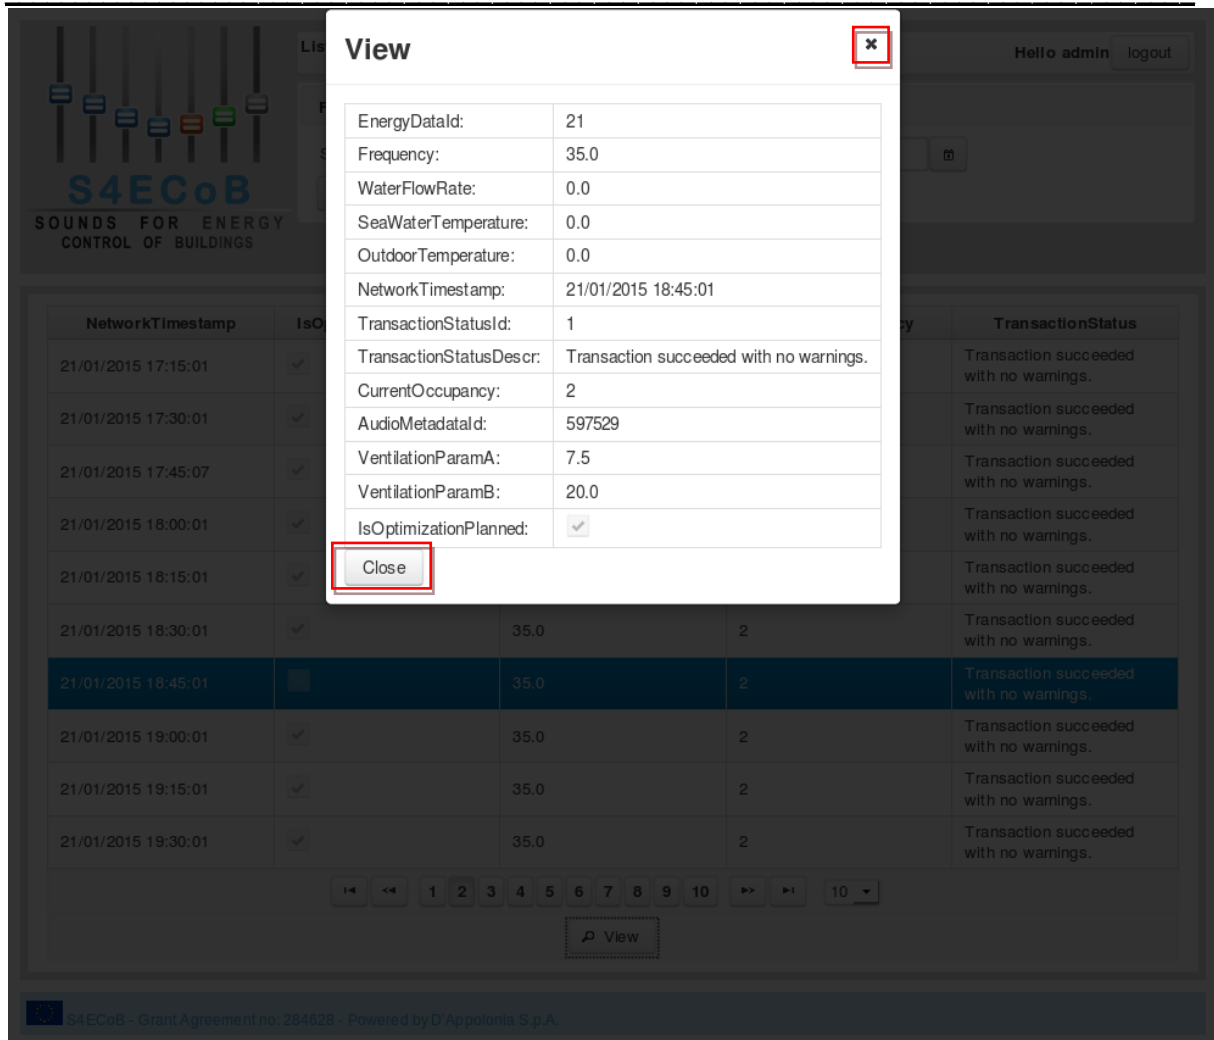 View
Lis
Hello admin logout
S4ECoB
SOUNDS FOR ENERGY
CONTROL OF BUILDINGS
EnergyDataId: 21
Frequency: 35.0
WaterFlowRate: 0.0
SeaWaterTemperature: 0.0
OutdoorTemperature: 0.0
NetworkTimestamp: 21/01/2015 18:45:01
TransactionStatusId: 1
TransactionStatusDescr: Transaction succeeded with no warnings.
CurrentOccupancy: 2
AudioMetadataId: 597529
VentilationParamA: 7.5
VentilationParamB: 20.0
IsOptimizationPlanned:
Close
NetworkTimestamp IsO cy TransactionStatus
21/01/2015 17:15:01 Transaction succeeded
with no warnings.
21/01/2015 17:30:01 Transaction succeeded
with no warnings.
21/01/2015 17:45:07 Transaction succeeded
with no warnings.
21/01/2015 18:00:01 Transaction succeeded
with no warnings.
21/01/2015 18:15:01 Transaction succeeded
with no warnings.
21/01/2015 18:30:01 35.0 2 Transaction succeeded
with no warnings.
21/01/2015 18:45:01 35.0 2 Transaction succeeded
with no warnings.
21/01/2015 19:00:01 35.0 2 Transaction succeeded
with no warnings.
21/01/2015 19:15:01 35.0 2 Transaction succeeded
with no warnings.
21/01/2015 19:30:01 35.0 2 Transaction succeeded
with no warnings.
1 2 3 4 5 6 7 8 9 10 10
View
S4ECoB - Grant Agreement no: 284628 - Powered by D'Appolonia S.p.A.